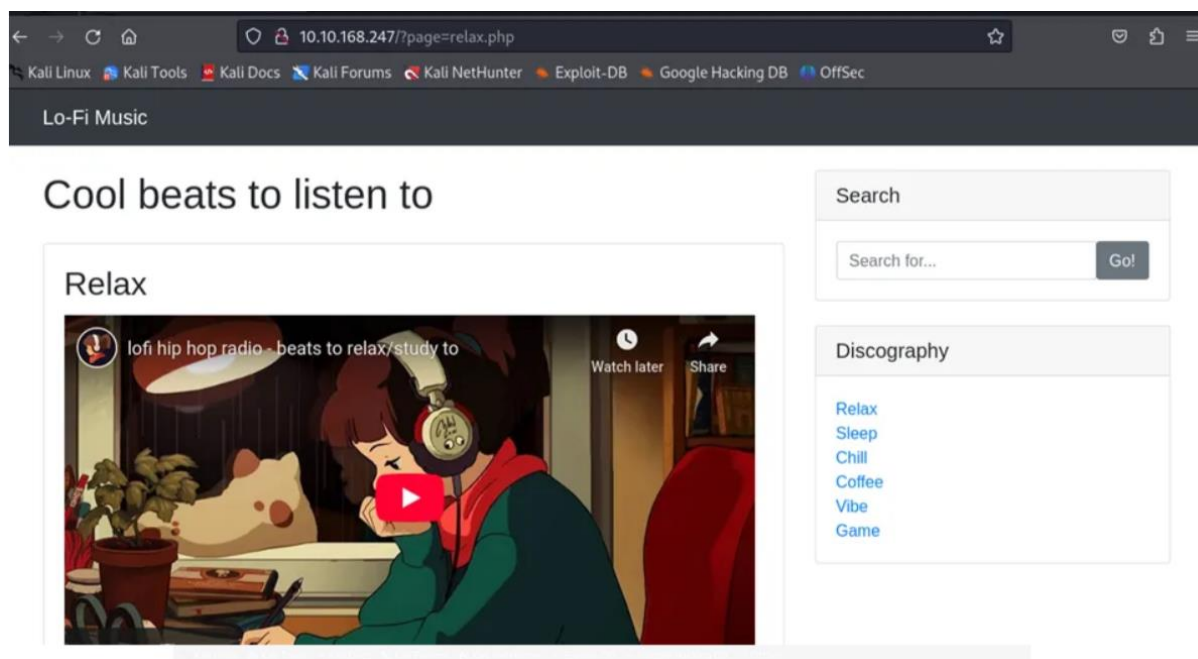 10.10.168.247/?page=relax.php
Kali Linux Kali Tools Kali Docs Kali Forums Kali NetHunter Exploit-DB Google Hacking DB OffSec
Lo-Fi Music
Cool beats to listen to
Relax
lofi hip hop radio - beats to relax/study to
Watch later Share
Search
Search for... Go!
Discography
Relax
Sleep
Chill
Coffee
Vibe
Game